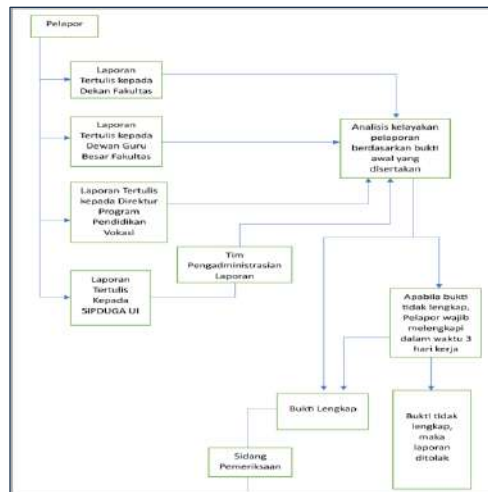 Pelapor
Laporan
Tertulis kepada
Dekan Fakultas
Laporan
Tertulis kepada
Dewan Guru
Besar Fakultas
Analisis kelayakan
pelaporan
berdasarkan bukti
awal yang
disertakan
Laporan Tertulis
kepada Direktur
Program
Pendidikan
Vokasi
Tim
Pengadministrasian
Laporan
Laporan
Tertulis
Kepada
SIPDUGA UI
Apabila bukti
tidak lengkap,
Pelapor wajib
melengkapi
dalam waktu 3
hari kerja
Bukti Lengkap
Bukti tidak
lengkap,
maka
laporan
ditolak
Sidang
Pemeriksaan